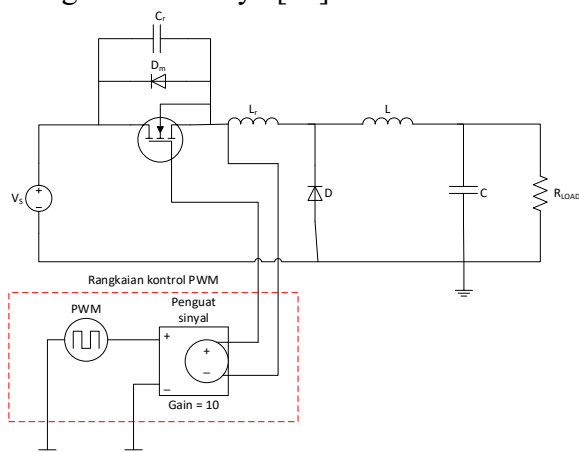 Cr
Dm
Lr
L
VS
D
C
RLOAD
Rangkaian kontrol PWM
PWM
Penguat
sinyal
Gain = 10